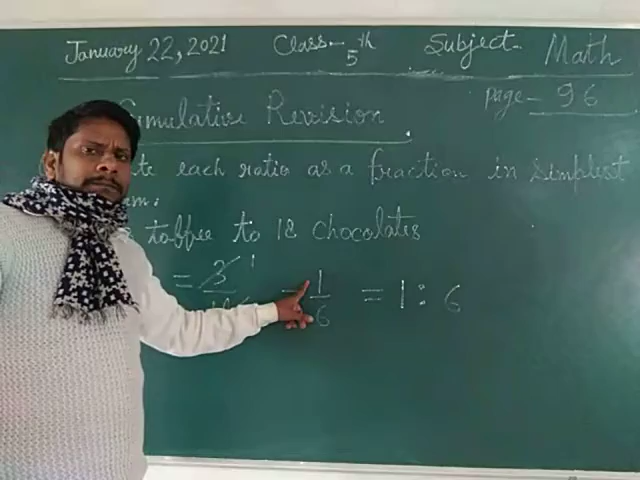 January 22, 2021 Class- 5th Subject- Math
Page- 96
Cumulative Revision
te each ratio as a fraction in simplest
toffee to 18 chocolates
= 3 1 = 1/6 = 1 : 6